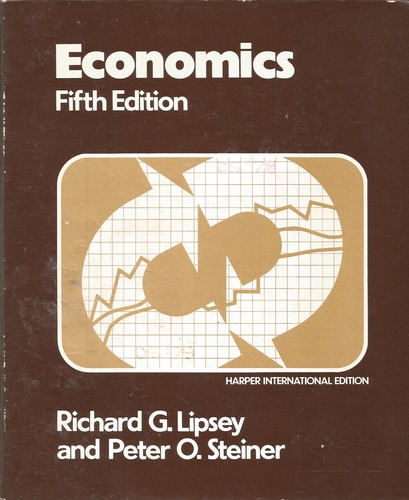 Economics
Fifth Edition
HARPER INTERNATIONAL EDITION
Richard G. Lipsey
and Peter O. Steiner